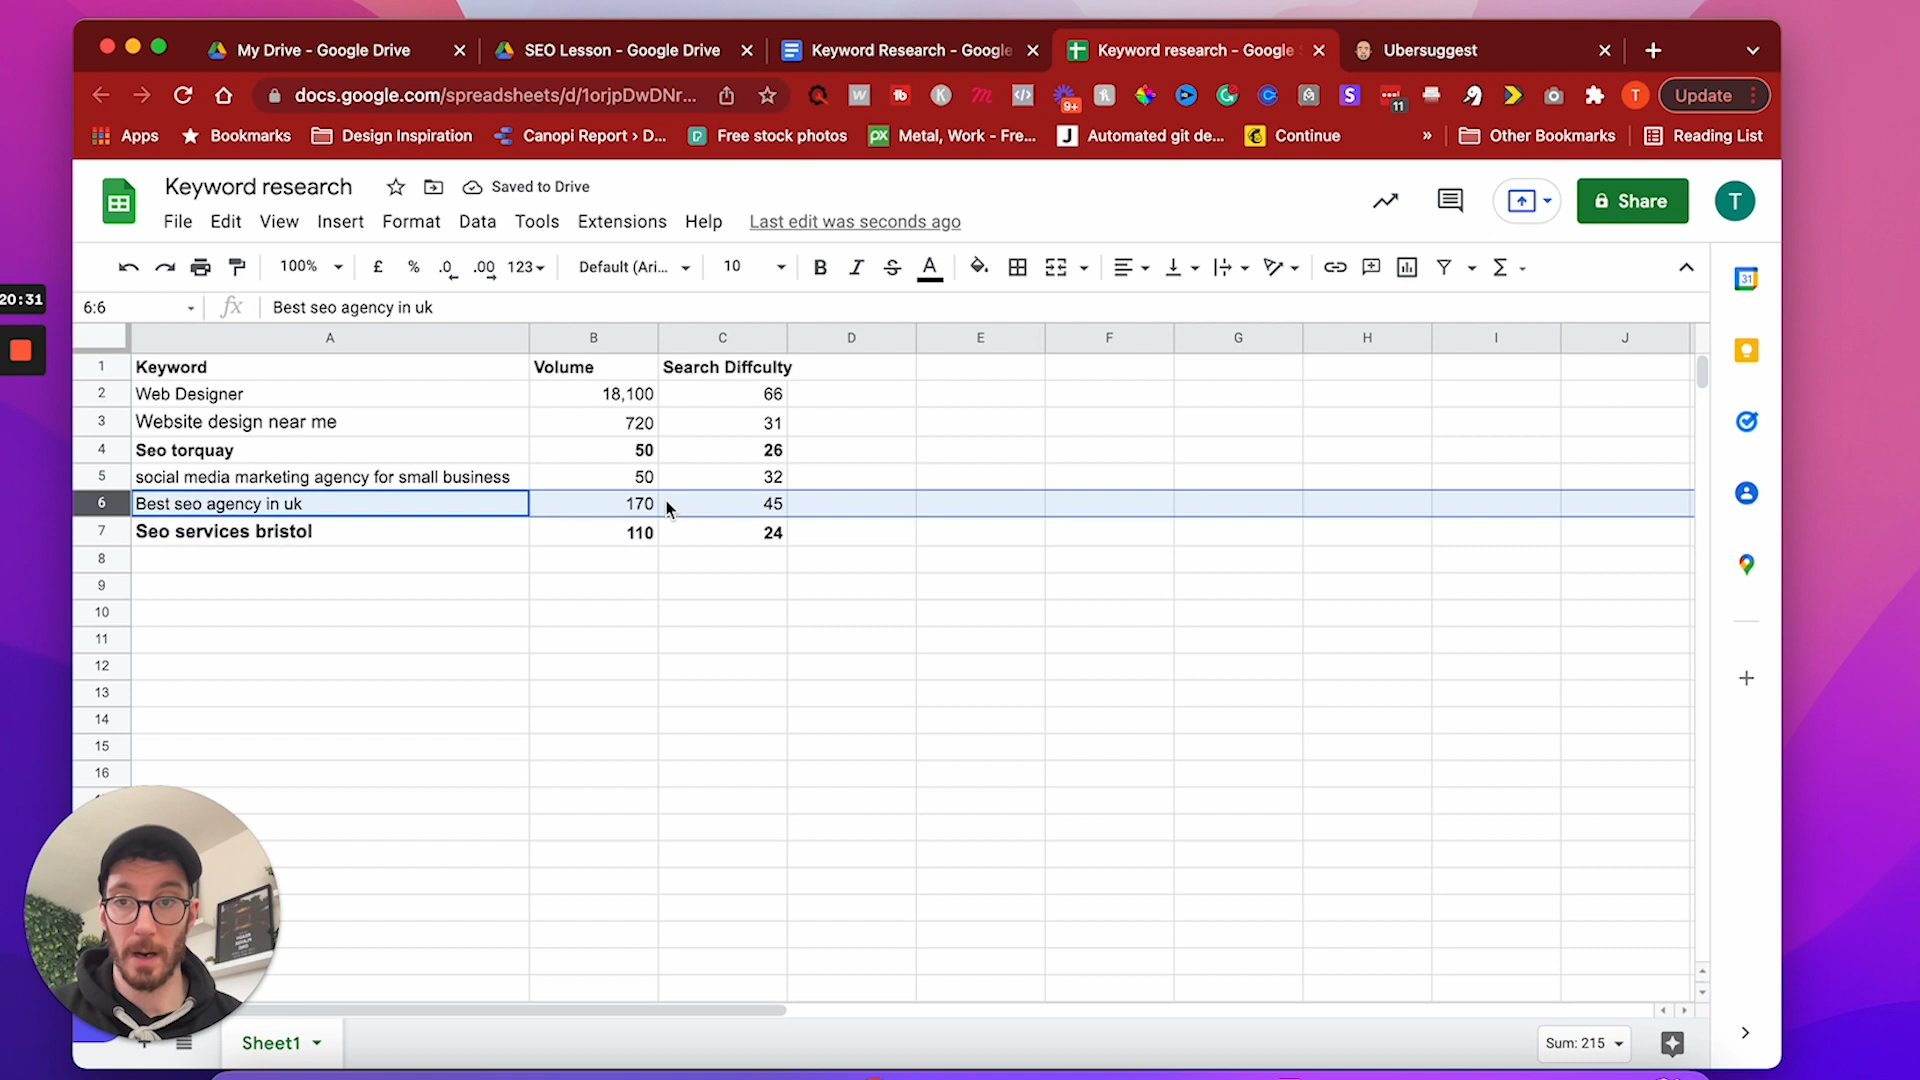 My Drive - Google Drive
SEO Lesson - Google Drive
Keyword Research - Google
Keyword research - Google
Ubersuggest
docs.google.com/spreadsheets/d/1orjpDwDNr...
9+
11
T
Update
Apps
Bookmarks
Design Inspiration
Canopi Report › D...
Free stock photos
Metal, Work - Fre...
Automated git de...
Continue
»
Other Bookmarks
Reading List
Keyword research
Saved to Drive
File Edit View Insert Format Data Tools Extensions Help Last edit was seconds ago
Share
T
100% £ % .0 .00 123 Default (Ari... 10 B I S A
20:31
6:6 fx Best seo agency in uk
A B C D E F G H I J
1 Keyword Volume Search Diffculty
2 Web Designer 18,100 66
3 Website design near me 720 31
4 Seo torquay 50 26
5 social media marketing agency for small business 50 32
6 Best seo agency in uk 170 45
7 Seo services bristol 110 24
8
9
10
11
12
13
14
15
16
Sheet1
Sum: 215